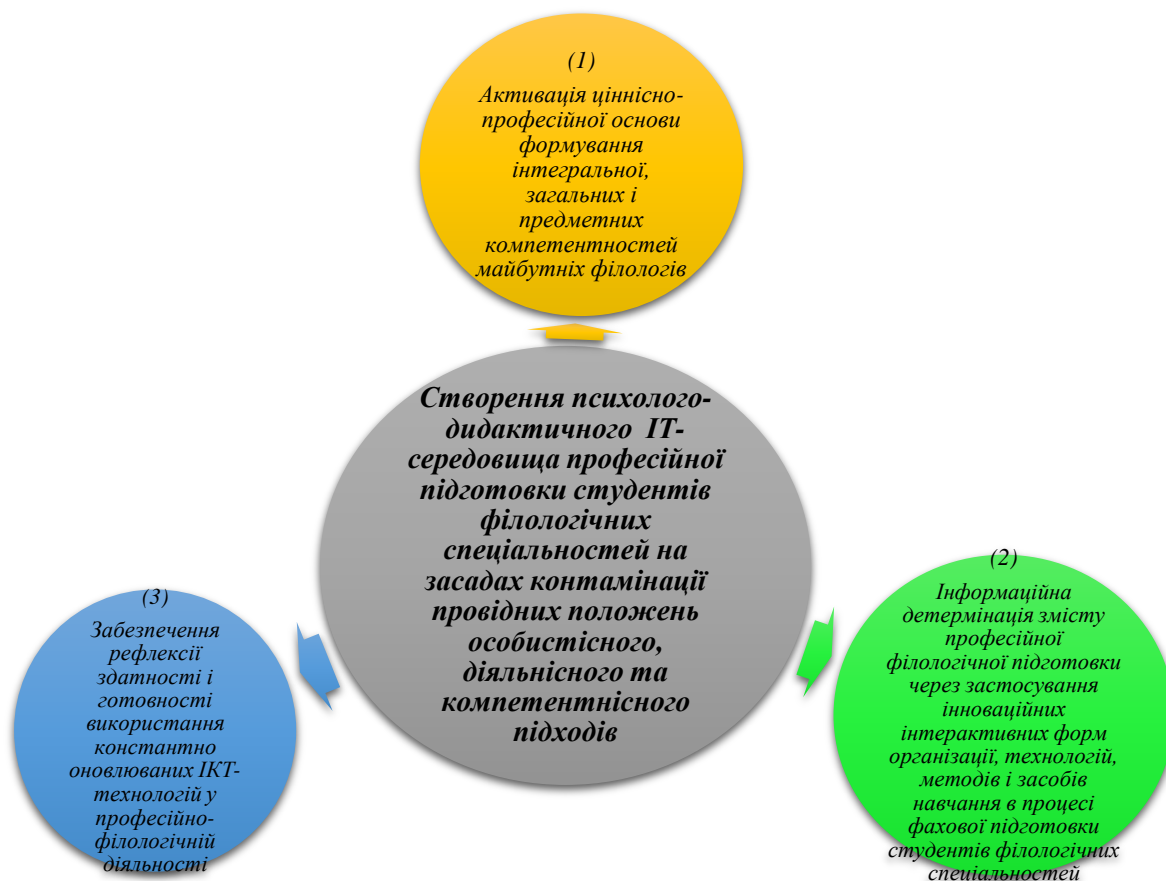 (1)
Активація ціннісно-
професійної основи
формування
інтегральної,
загальних і
предметних
компетентностей
майбутніх філологів
Створення психолого-
дидактичного ІТ-
середовища професійної
підготовки студентів
філологічних
спеціальностей на
засадах контамінації
провідних положень
особистісного,
діяльнісного та
компетентнісного
підходів
(2)
Інформаційна
детермінація змісту
професійної
філологічної підготовки
через застосування
інноваційних
інтерактивних форм
організації, технологій,
методів і засобів
навчання в процесі
фахової підготовки
студентів філологічних
спеціальностей
(3)
Забезпечення
рефлексії
здатності і
готовності
використання
константно
оновлюваних ІКТ-
технологій у
професійно-
філологічній
діяльності